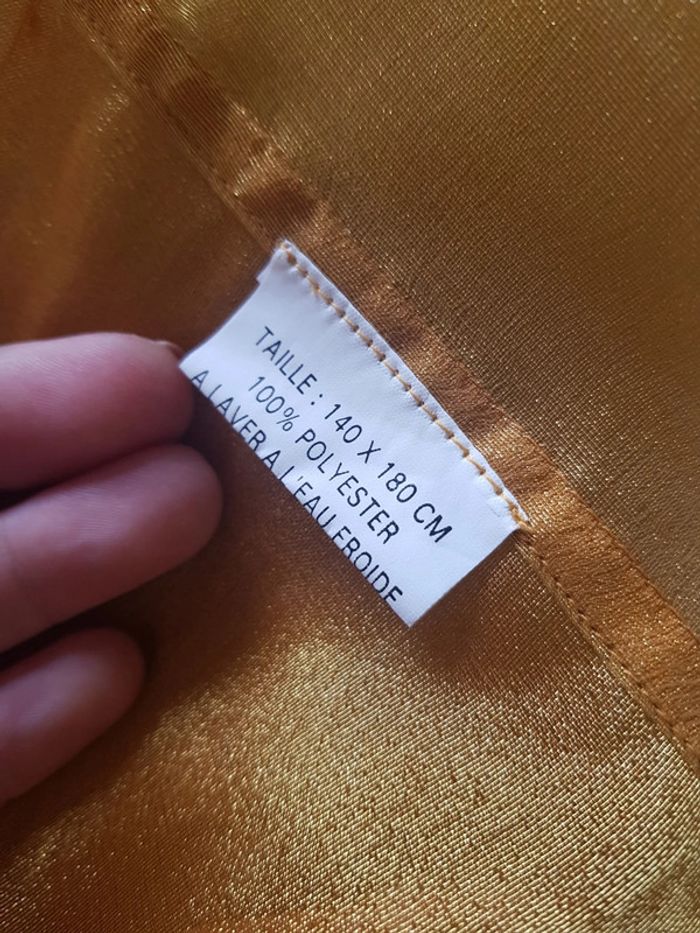 TAILLE : 140 X 180 CM
100% POLYESTER
A LAVER A L'EAU FROIDE